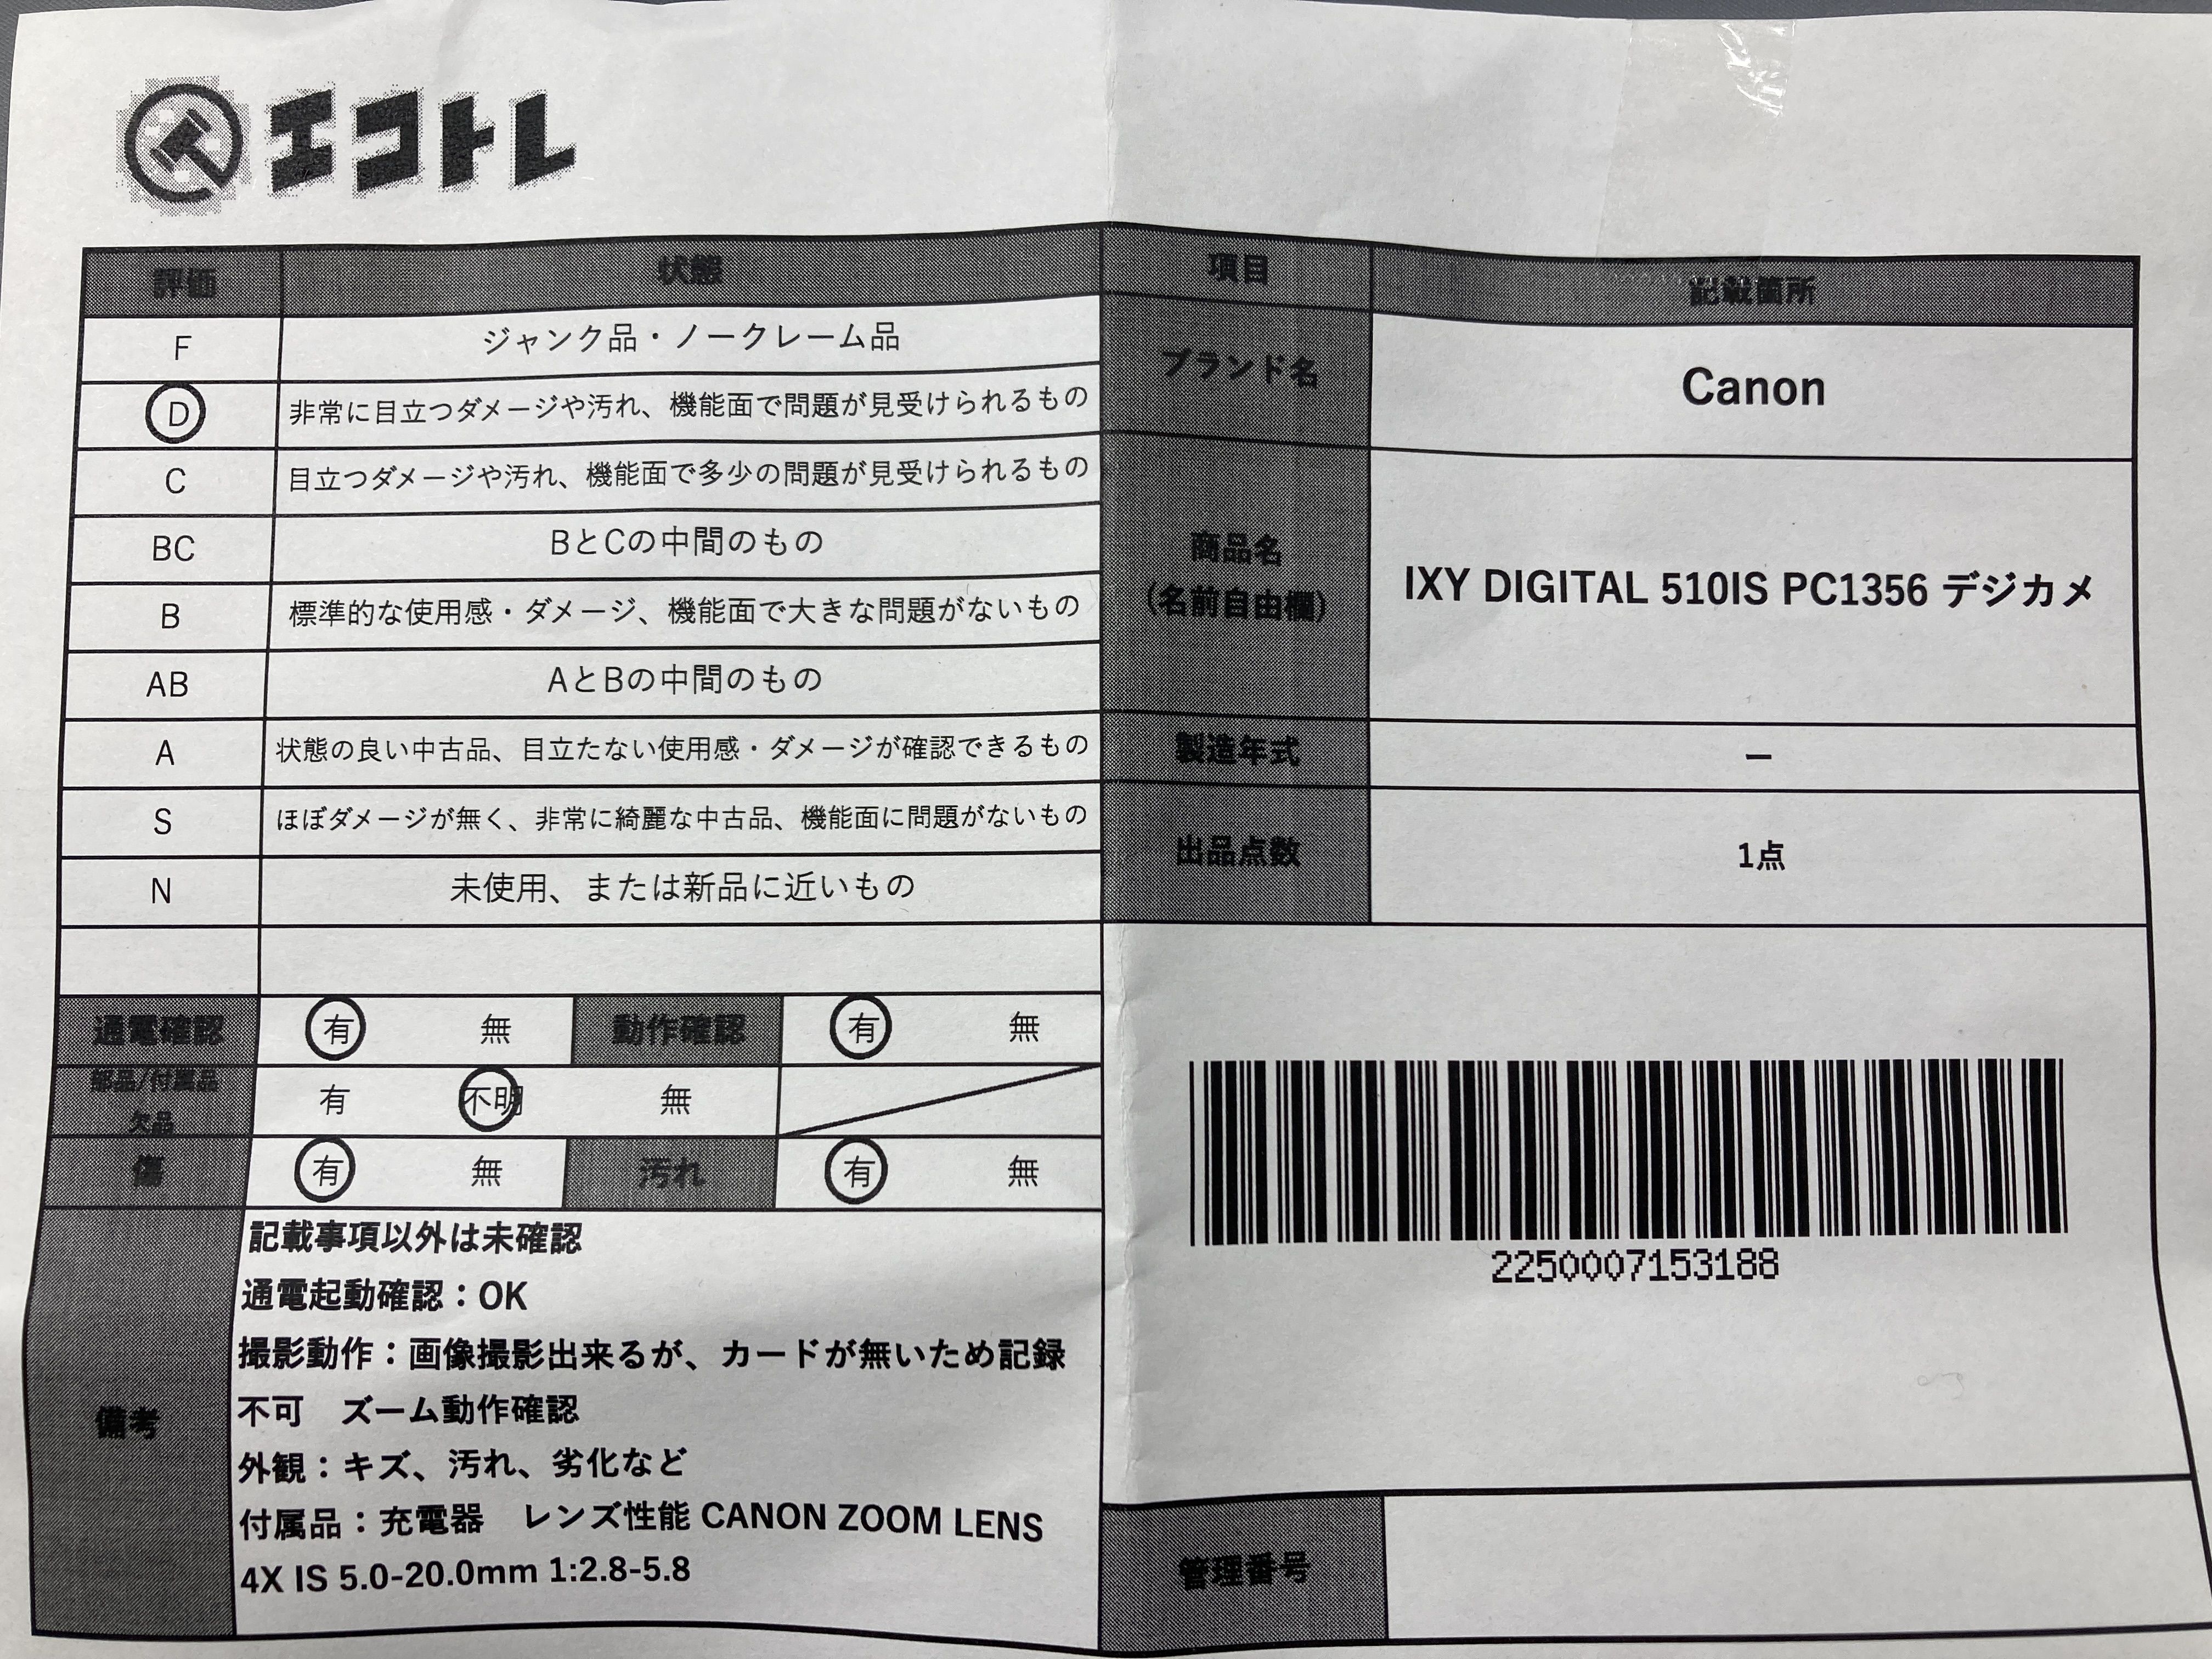 エコトレ
評価 状態
F ジャンク品・ノークレーム品
D 非常に目立つダメージや汚れ、機能面で問題が見受けられるもの
C 目立つダメージや汚れ、機能面で多少の問題が見受けられるもの
BC BとCの中間のもの
B 標準的な使用感・ダメージ、機能面で大きな問題がないもの
AB AとBの中間のもの
A 状態の良い中古品、目立たない使用感・ダメージが確認できるもの
S ほぼダメージが無く、非常に綺麗な中古品、機能面に問題がないもの
N 未使用、または新品に近いもの
通電確認 有 無 動作確認 有 無
部品/付属品
欠品
有 不明 無
傷 有 無 汚れ 有 無
備考
記載事項以外は未確認
通電起動確認：OK
撮影動作：画像撮影出来るが、カードが無いため記録
不可　ズーム動作確認
外観：キズ、汚れ、劣化など
付属品：充電器　レンズ性能 CANON ZOOM LENS
4X IS 5.0-20.0mm 1:2.8-5.8
項目 記載箇所
ブランド名 Canon
商品名
(名前自由欄)
IXY DIGITAL 510IS PC1356 デジカメ
製造年式 ー
出品点数 1点
2250007153188
管理番号